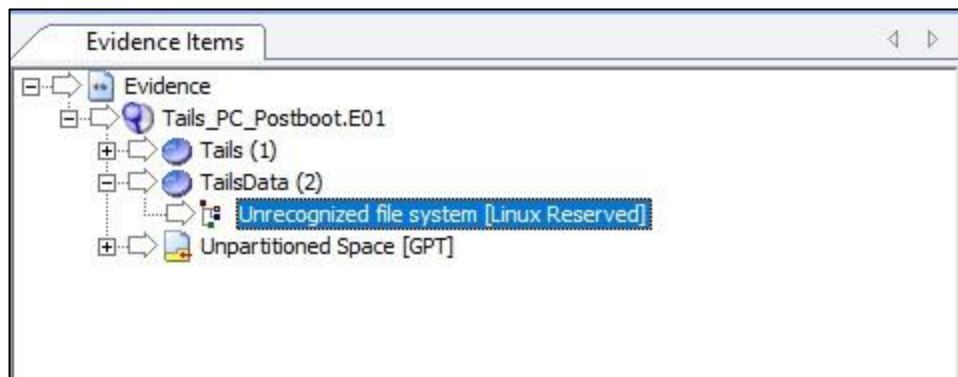 Evidence Items
Evidence
Tails_PC_Postboot.E01
Tails (1)
TailsData (2)
Unrecognized file system [Linux Reserved]
Unpartitioned Space [GPT]